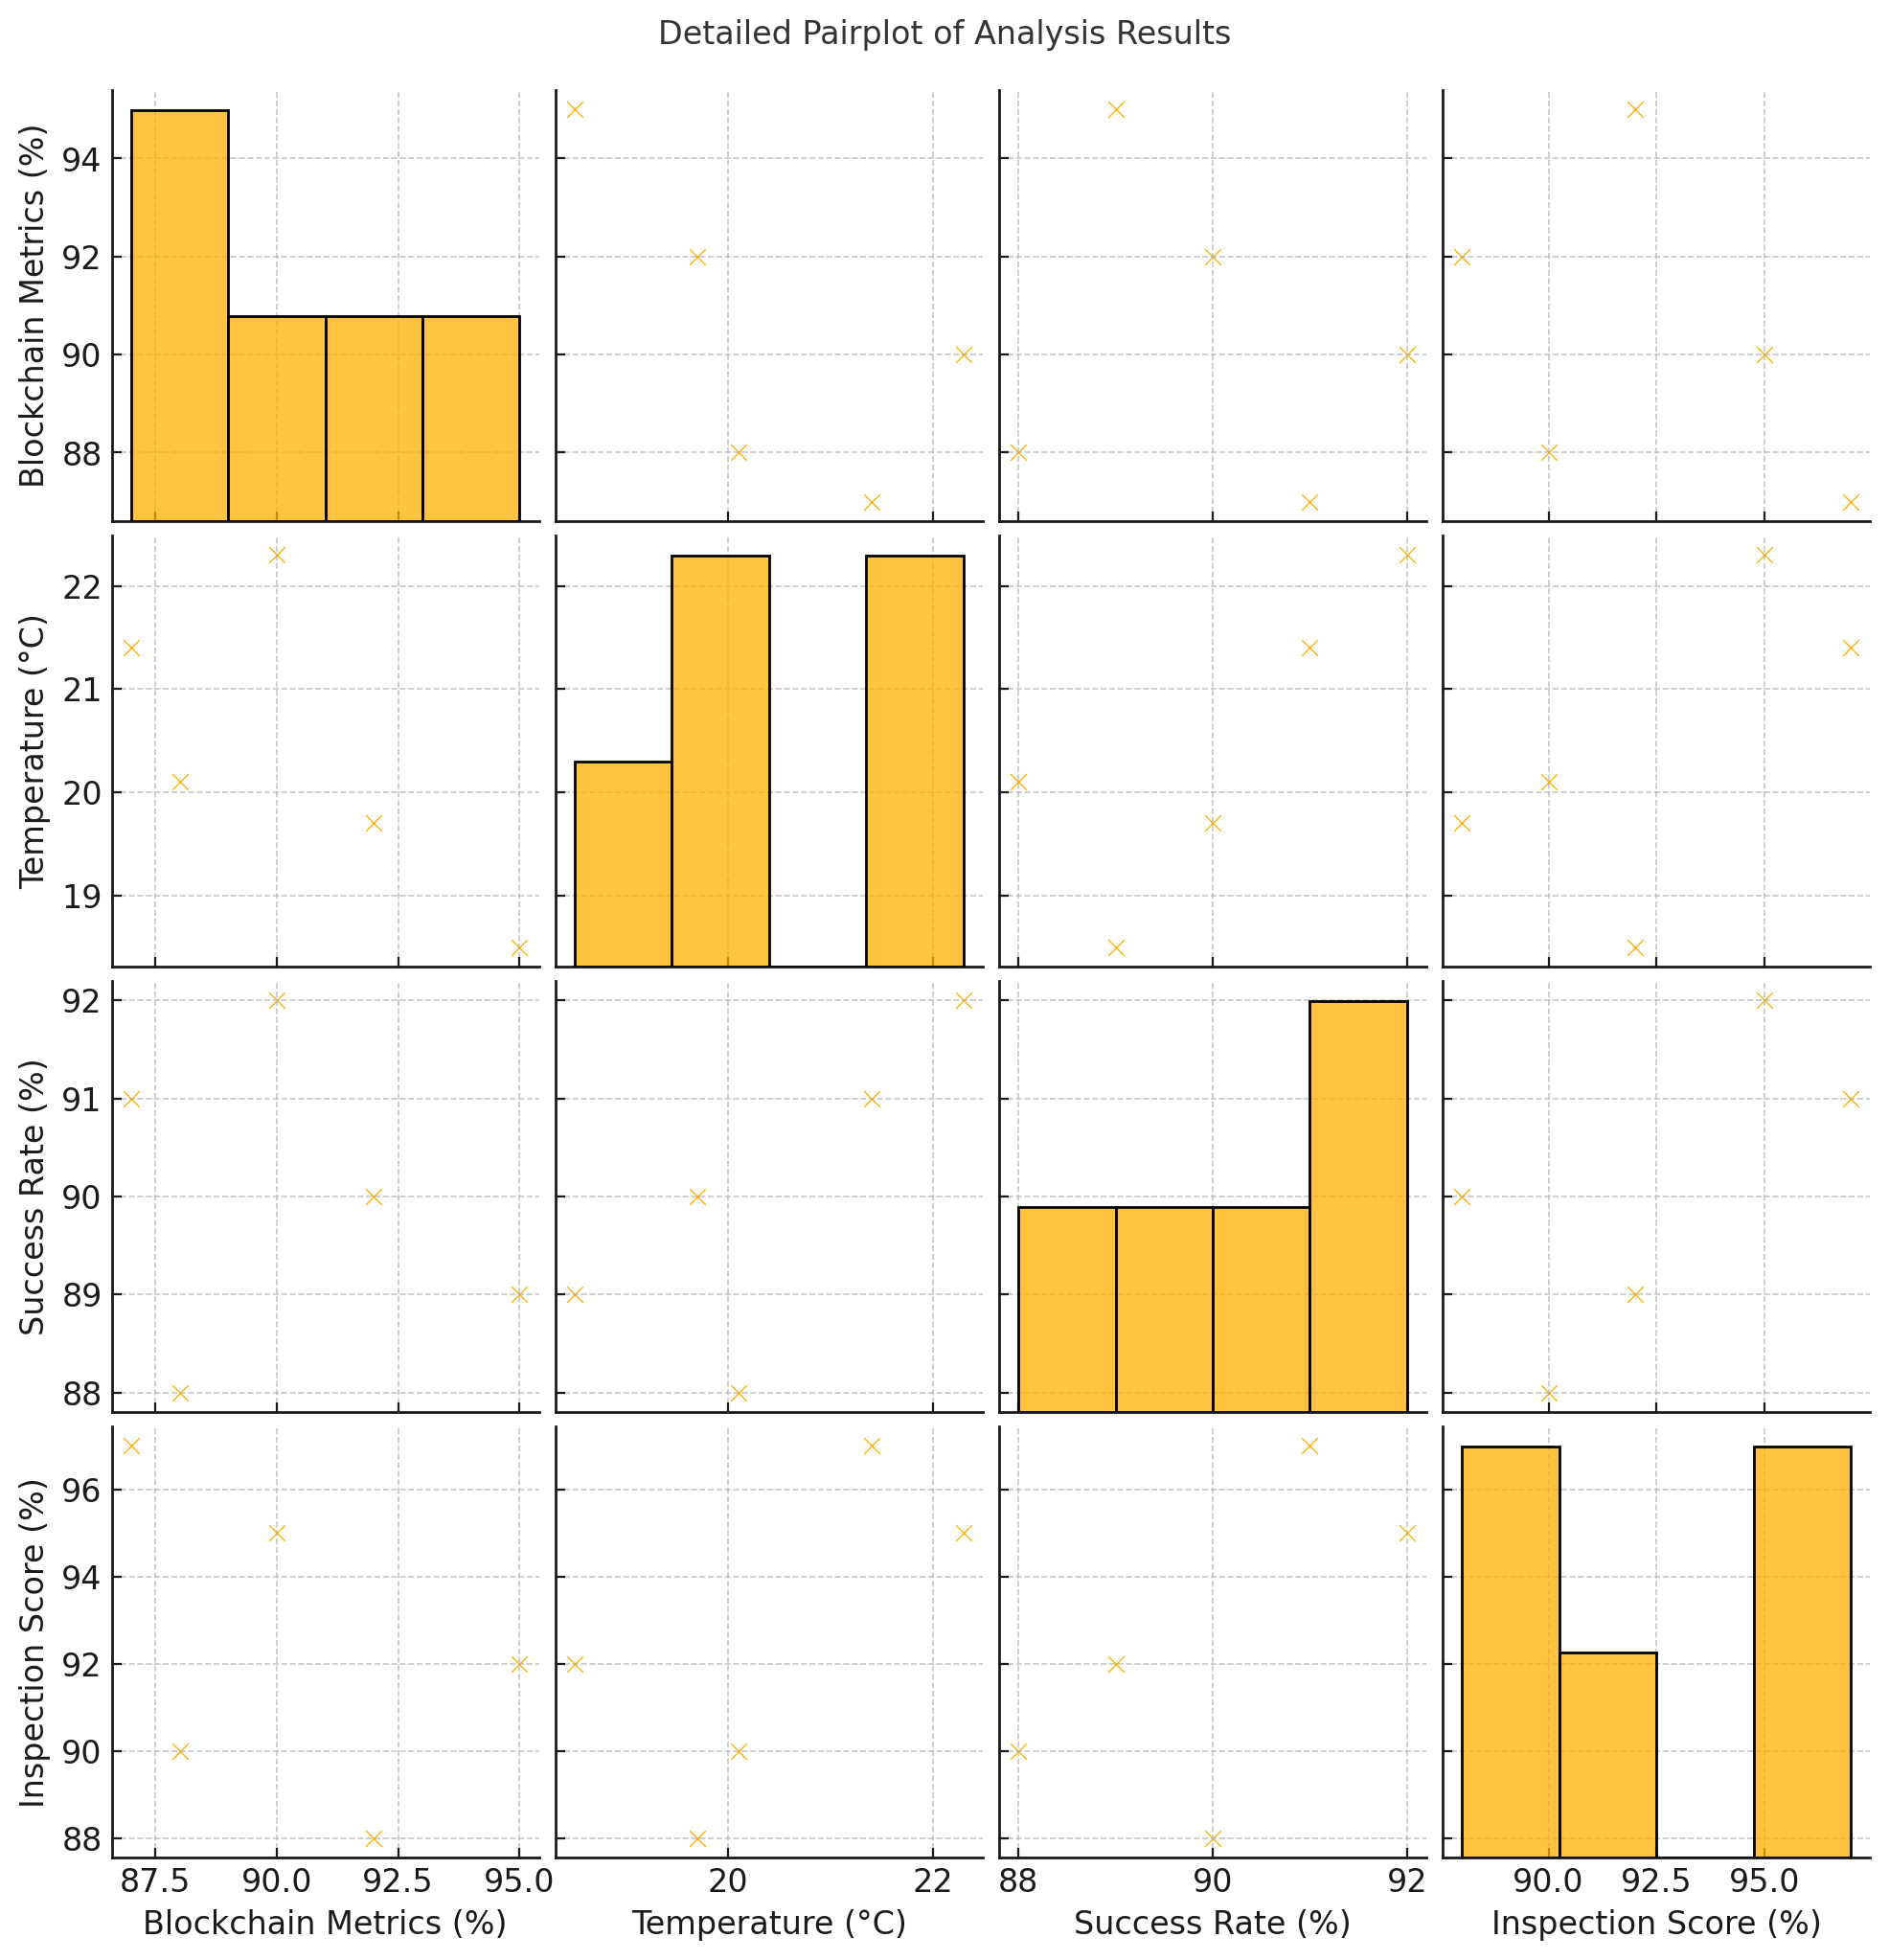 Detailed Pairplot of Analysis Results
Blockchain Metrics (%)
94
92
90
88
Temperature (°C)
22
21
20
19
Success Rate (%)
92
91
90
89
88
Inspection Score (%)
96
94
92
90
88
87.5 90.0 92.5 95.0 20 22 88 90 92 90.0 92.5 95.0
Blockchain Metrics (%) Temperature (°C) Success Rate (%) Inspection Score (%)